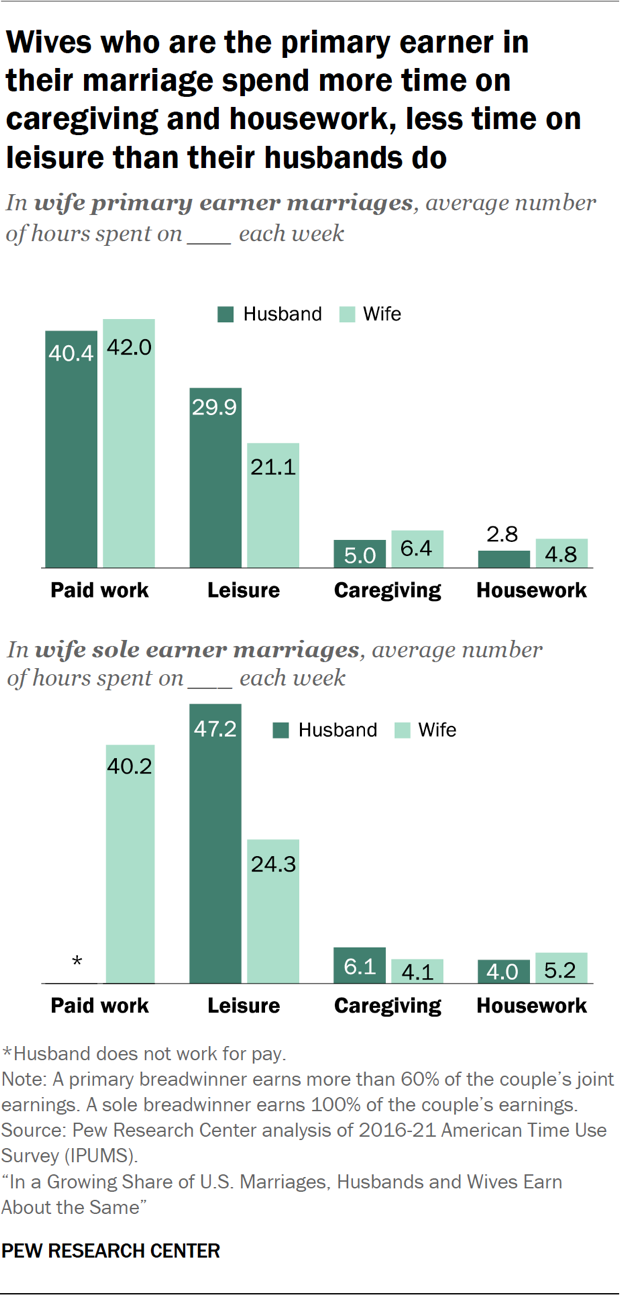 Wives who are the primary earner in
their marriage spend more time on
caregiving and housework, less time on
leisure than their husbands do
In wife primary earner marriages, average number
of hours spent on ____ each week
Husband Wife
40.4 42.0 29.9 21.1 5.0 6.4 2.8 4.8
Paid work Leisure Caregiving Housework
In wife sole earner marriages, average number
of hours spent on ____ each week
Husband Wife
* 40.2 47.2 24.3 6.1 4.1 4.0 5.2
Paid work Leisure Caregiving Housework
*Husband does not work for pay.
Note: A primary breadwinner earns more than 60% of the couple’s joint
earnings. A sole breadwinner earns 100% of the couple’s earnings.
Source: Pew Research Center analysis of 2016-21 American Time Use
Survey (IPUMS).
“In a Growing Share of U.S. Marriages, Husbands and Wives Earn
About the Same”
PEW RESEARCH CENTER